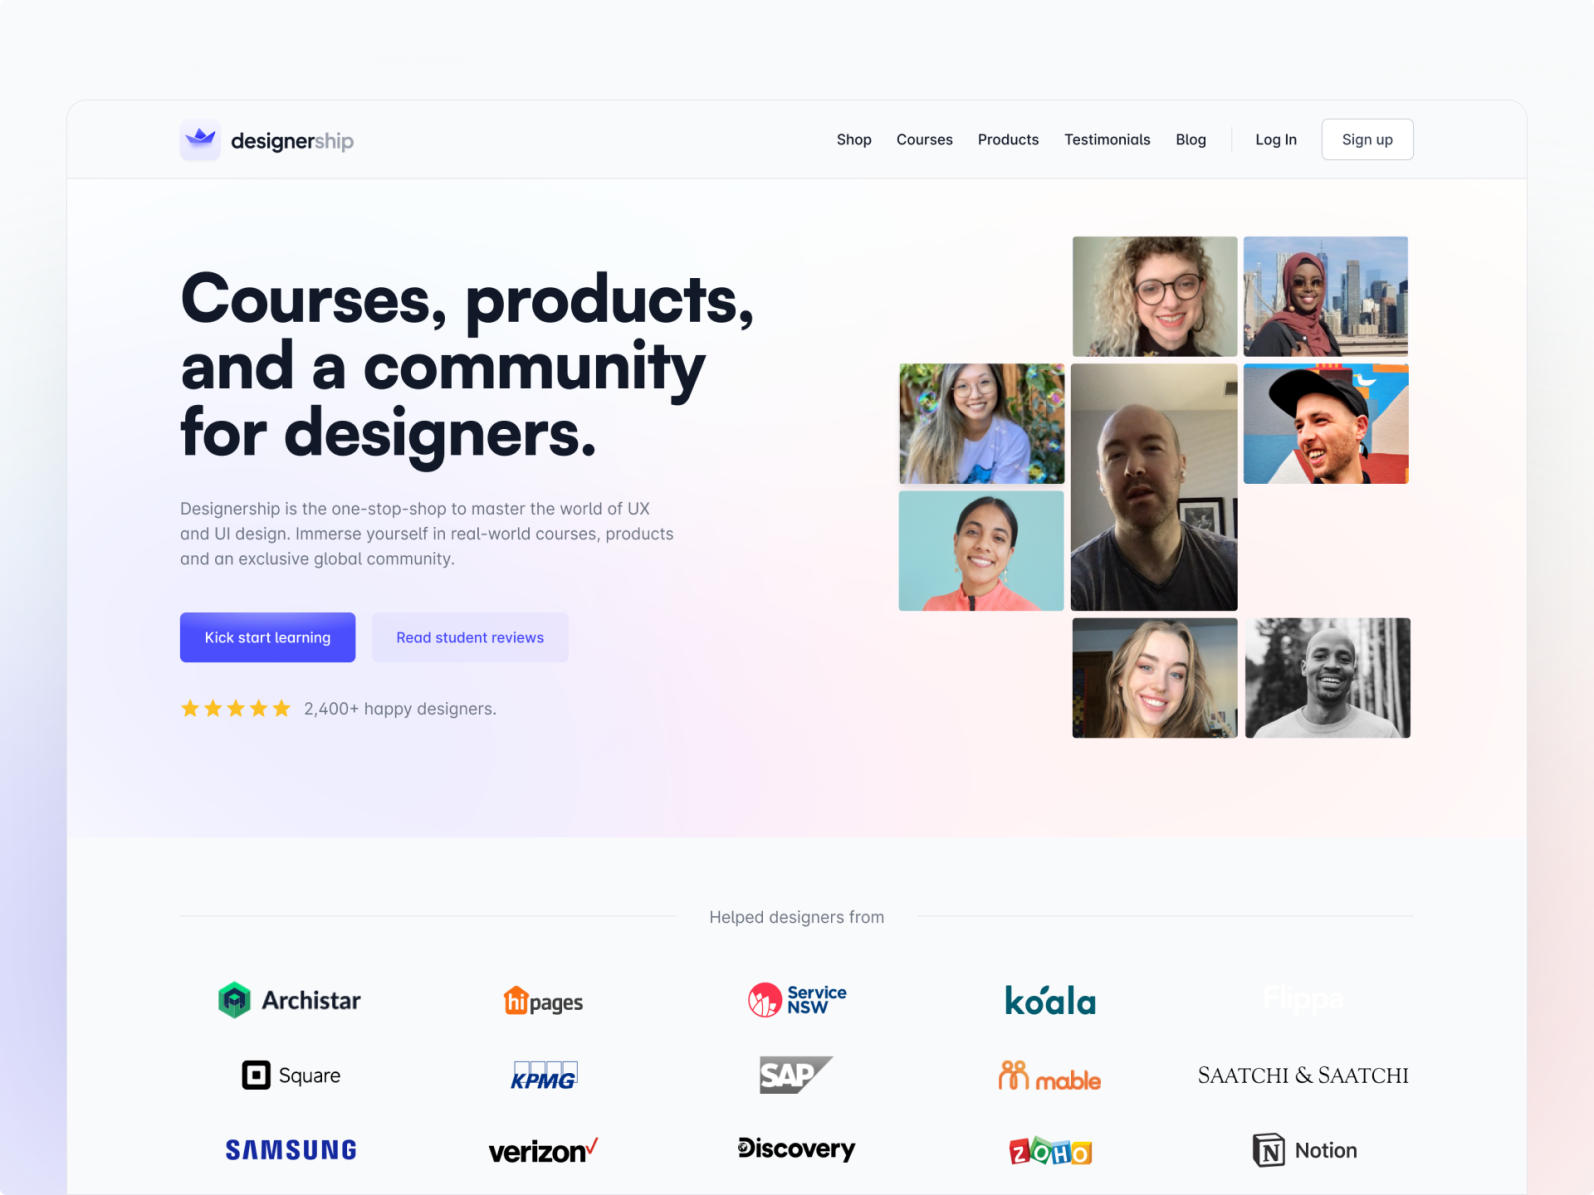 designership
Shop Courses Products Testimonials Blog Log In Sign up
Courses, products,
and a community
for designers.
Designership is the one-stop-shop to master the world of UX
and UI design. Immerse yourself in real-world courses, products
and an exclusive global community.
Kick start learning Read student reviews
2,400+ happy designers.
Helped designers from
Archistar hipages Service NSW koala Flippa
Square KPMG SAP mable SAATCHI & SAATCHI
SAMSUNG verizon Discovery ZOHO Notion